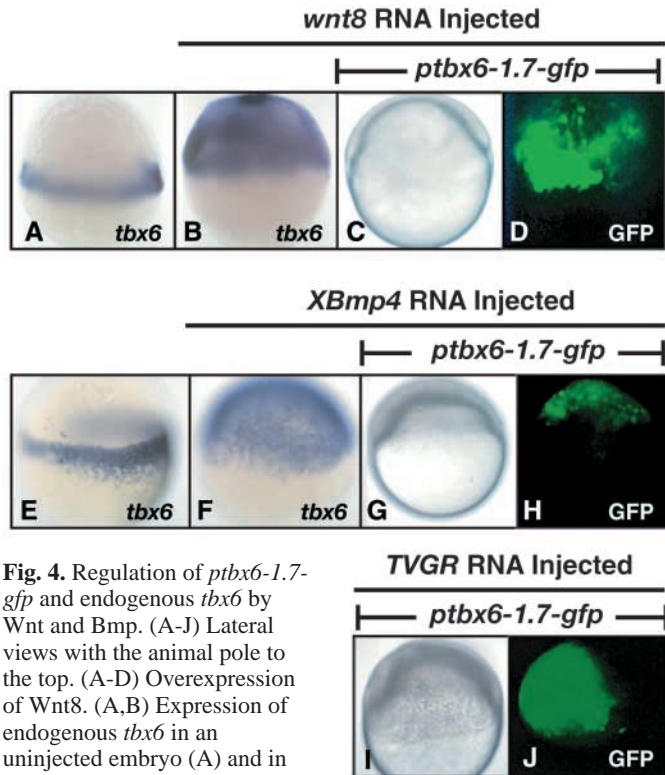 wnt8 RNA Injected
ptbx6-1.7-gfp
A tbx6 B tbx6 C D GFP
XBmp4 RNA Injected
ptbx6-1.7-gfp
E tbx6 F tbx6 G H GFP
TVGR RNA Injected
ptbx6-1.7-gfp
I J GFP
Fig. 4. Regulation of ptbx6-1.7-
gfp and endogenous tbx6 by
Wnt and Bmp. (A-J) Lateral
views with the animal pole to
the top. (A-D) Overexpression
of Wnt8. (A,B) Expression of
endogenous tbx6 in an
uninjected embryo (A) and in